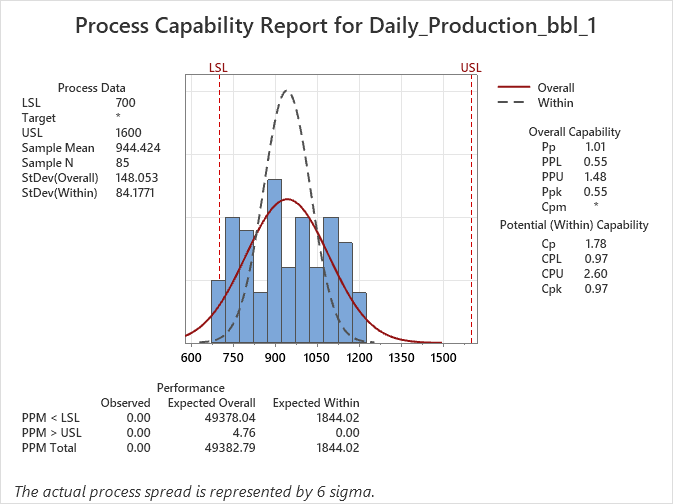 Process Capability Report for Daily_Production_bbl_1
LSL USL
Process Data
LSL 700
Target *
USL 1600
Sample Mean 944.424
Sample N 85
StDev(Overall) 148.053
StDev(Within) 84.1771
Overall
Within
Overall Capability
Pp 1.01
PPL 0.55
PPU 1.48
Ppk 0.55
Cpm *
Potential (Within) Capability
Cp 1.78
CPL 0.97
CPU 2.60
Cpk 0.97
600 750 900 1050 1200 1350 1500
Performance
Observed Expected Overall Expected Within
PPM < LSL 0.00 49378.04 1844.02
PPM > USL 0.00 4.76 0.00
PPM Total 0.00 49382.79 1844.02
The actual process spread is represented by 6 sigma.